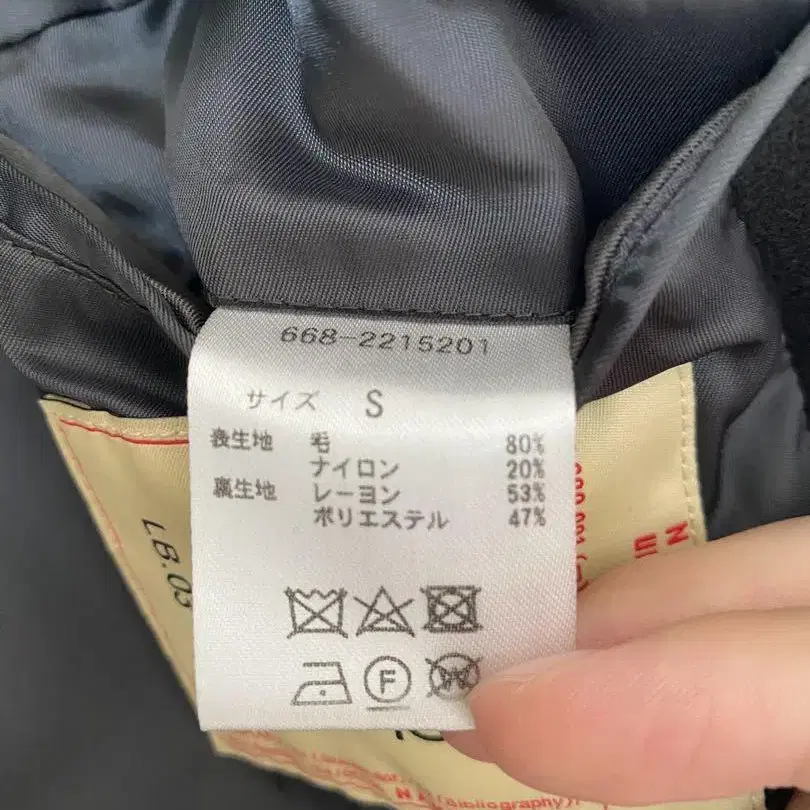 668-2215201
サイズ S
表生地 毛 80%
ナイロン 20%
裏生地 レーヨン 53%
ポリエステル 47%
F
W
LB.03
(Bibliography)